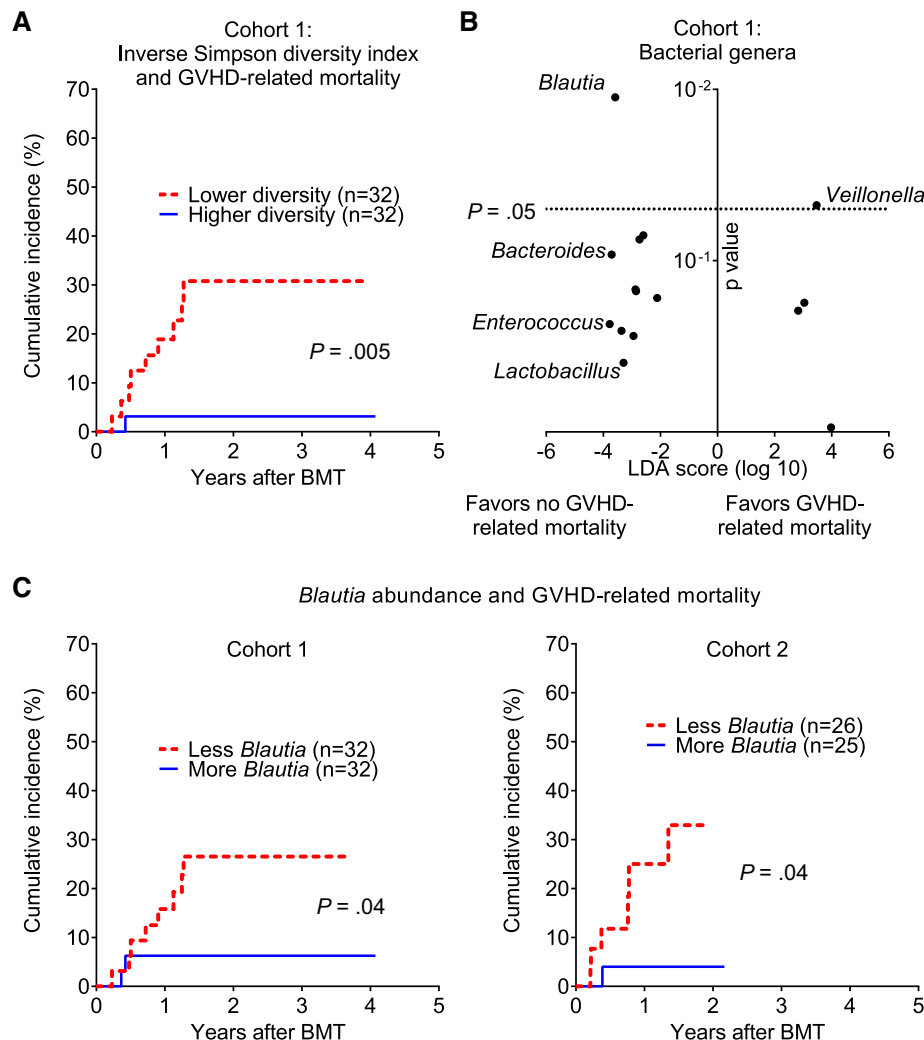 A
Cohort 1:
Inverse Simpson diversity index
and GVHD-related mortality
Cumulative incidence (%)
70
60
50
40
30
20
10
0
Lower diversity (n=32)
Higher diversity (n=32)
P = .005
0 1 2 3 4 5
Years after BMT
B
Cohort 1:
Bacterial genera
Blautia
10-2
Veillonella
P = .05
Bacteroides
10-1
p value
Enterococcus
Lactobacillus
-6 -4 -2 0 2 4 6
LDA score (log 10)
Favors no GVHD-
related mortality
Favors GVHD-
related mortality
C
Blautia abundance and GVHD-related mortality
Cohort 1
Cumulative incidence (%)
70
60
50
40
30
20
10
0
Less Blautia (n=32)
More Blautia (n=32)
P = .04
0 1 2 3 4 5
Years after BMT
Cohort 2
Cumulative incidence (%)
70
60
50
40
30
20
10
0
Less Blautia (n=26)
More Blautia (n=25)
P = .04
0 1 2 3 4 5
Years after BMT